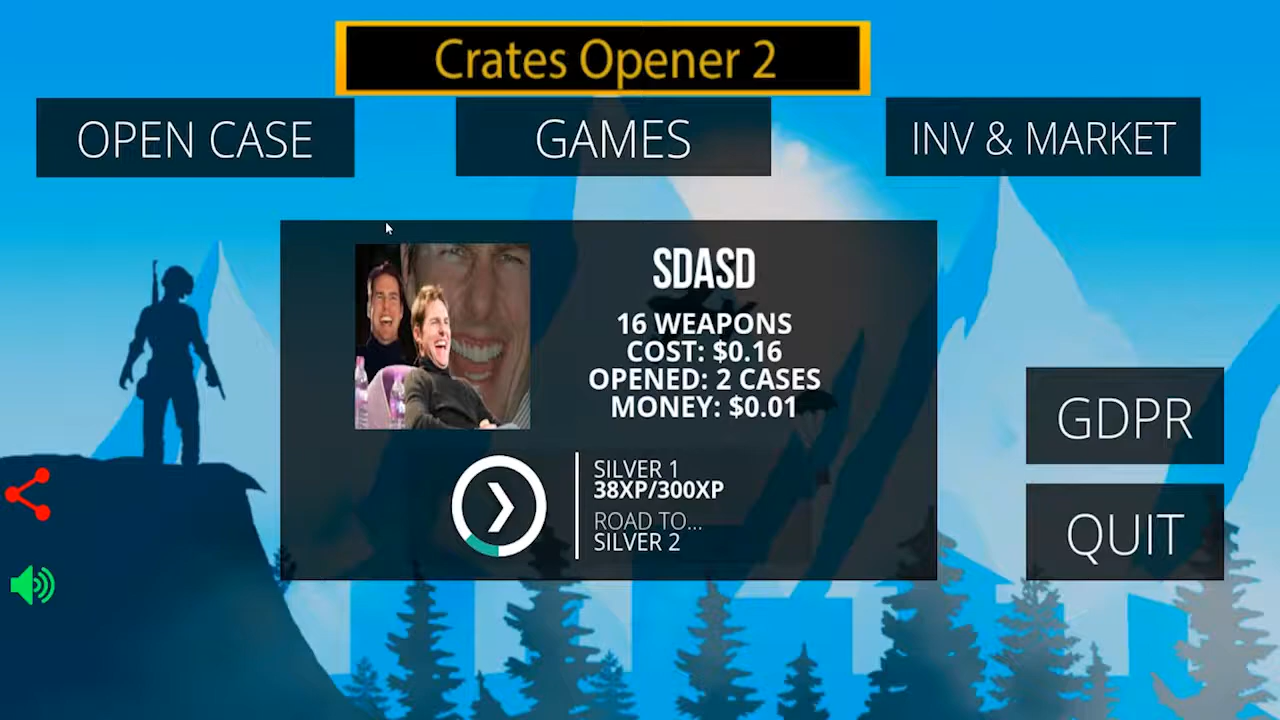 Crates Opener 2
OPEN CASE
GAMES
INV & MARKET
SDASD
16 WEAPONS
COST: $0.16
OPENED: 2 CASES
MONEY: $0.01
SILVER 1
38XP/300XP
ROAD TO...
SILVER 2
GDPR
QUIT